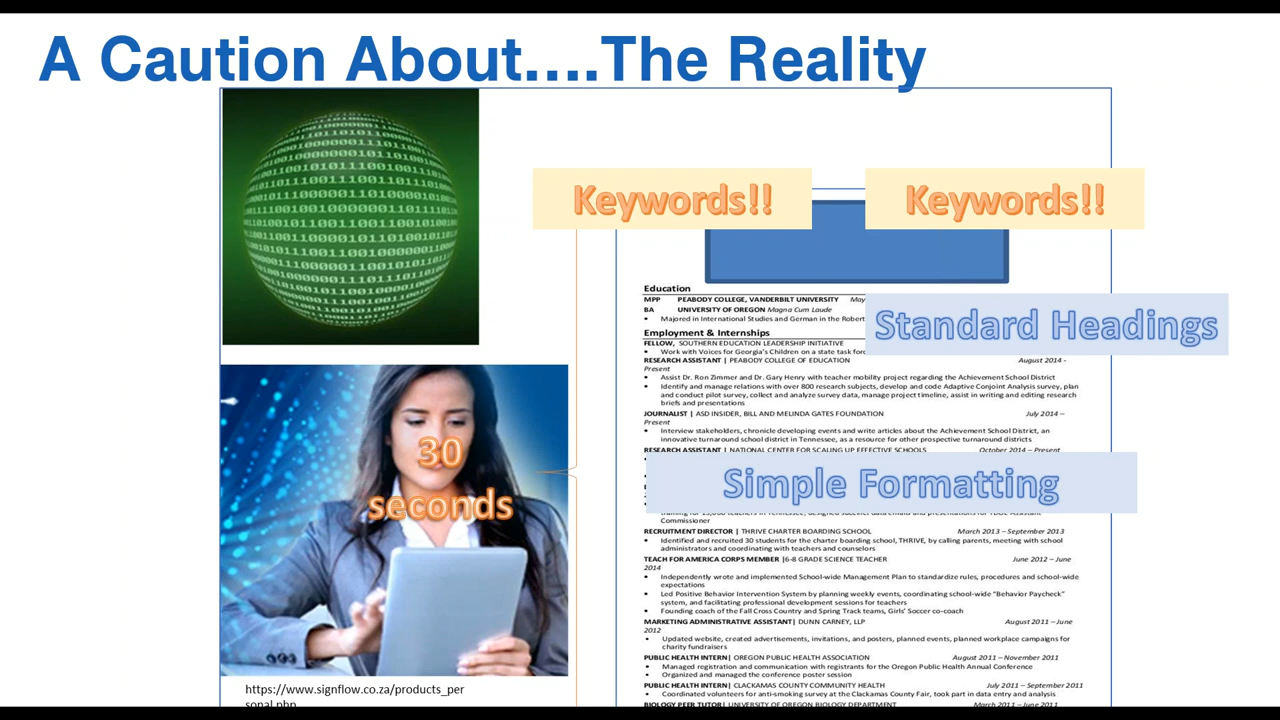 A Caution About....The Reality
Keywords!!
Keywords!!
Education
MPP PEABODY COLLEGE, VANDERBILT UNIVERSITY May
BA UNIVERSITY OF OREGON Magna Cum Laude
• Majored in International Studies and German in the Robert
Standard Headings
Employment & Internships
FELLOW, SOUTHERN EDUCATION LEADERSHIP INITIATIVE
• Work with Voices for Georgia's Children on a state task forc
RESEARCH ASSISTANT | PEABODY COLLEGE OF EDUCATION August 2014 -
Present
• Assist Dr. Ron Zimmer and Dr. Gary Henry with teacher mobility project regarding the Achievement School District
• Identify and manage relations with over 800 research subjects, develop and code Adaptive Conjoint Analysis survey, plan
and conduct pilot survey, collect and analyze survey data, manage project timeline, assist in writing and editing research
briefs and presentations
JOURNALIST | ASD INSIDER, BILL AND MELINDA GATES FOUNDATION July 2014 –
Present
• Interview stakeholders, chronicle developing events and write articles about the Achievement School District, an
innovative turnaround school district in Tennessee, as a resource for other prospective turnaround districts
RESEARCH ASSISTANT | NATIONAL CENTER FOR SCALING UP EFFECTIVE SCHOOLS October 2014 – Present
30
seconds
Simple Formatting
Commissioner
RECRUITMENT DIRECTOR | THRIVE CHARTER BOARDING SCHOOL March 2013 – September 2013
• Identified and recruited 30 students for the charter boarding school, THRIVE, by calling parents, meeting with school
administrators and coordinating with teachers and counselors
TEACH FOR AMERICA CORPS MEMBER |6-8 GRADE SCIENCE TEACHER June 2012 – June
2014
• Independently wrote and implemented School-wide Management Plan to standardize rules, procedures and school-wide
expectations
• Led Positive Behavior Intervention System by planning weekly events, coordinating school-wide "Behavior Paycheck"
system, and facilitating professional development sessions for teachers
• Founding coach of the Fall Cross Country and Spring Track teams, Girls' Soccer co-coach
MARKETING ADMINISTRATIVE ASSISTANT| DUNN CARNEY, LLP August 2011 – June
2012
• Updated website, created advertisements, invitations, and posters, planned events, planned workplace campaigns for
charity fundraisers
PUBLIC HEALTH INTERN| OREGON PUBLIC HEALTH ASSOCIATION August 2011 – November 2011
• Managed registration and communication with registrants for the Oregon Public Health Annual Conference
• Organized and managed the conference poster session
PUBLIC HEALTH INTERN| CLACKAMAS COUNTY COMMUNITY HEALTH July 2011 – September 2011
• Coordinated volunteers for anti-smoking survey at the Clackamas County Fair, took part in data entry and analysis
BIOLOGY PEER TUTOR| UNIVERSITY OF OREGON BIOLOGY DEPARTMENT March 2011 – June 2011
https://www.signflow.co.za/products_per
sonal.php